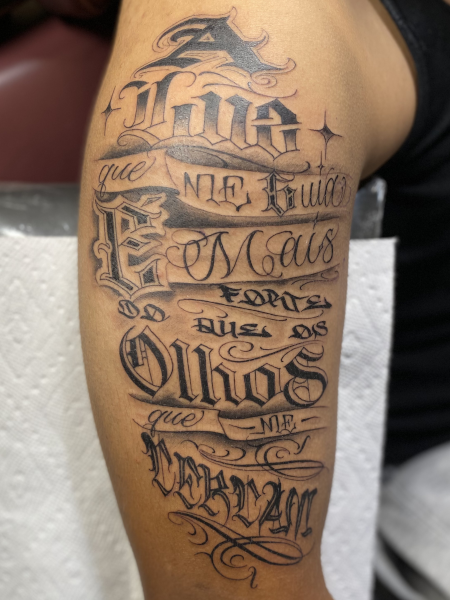 A
Luz
que ME Guia
E Mais
FORTE
DO QUE OS
Olhos
que ME
CERCAM